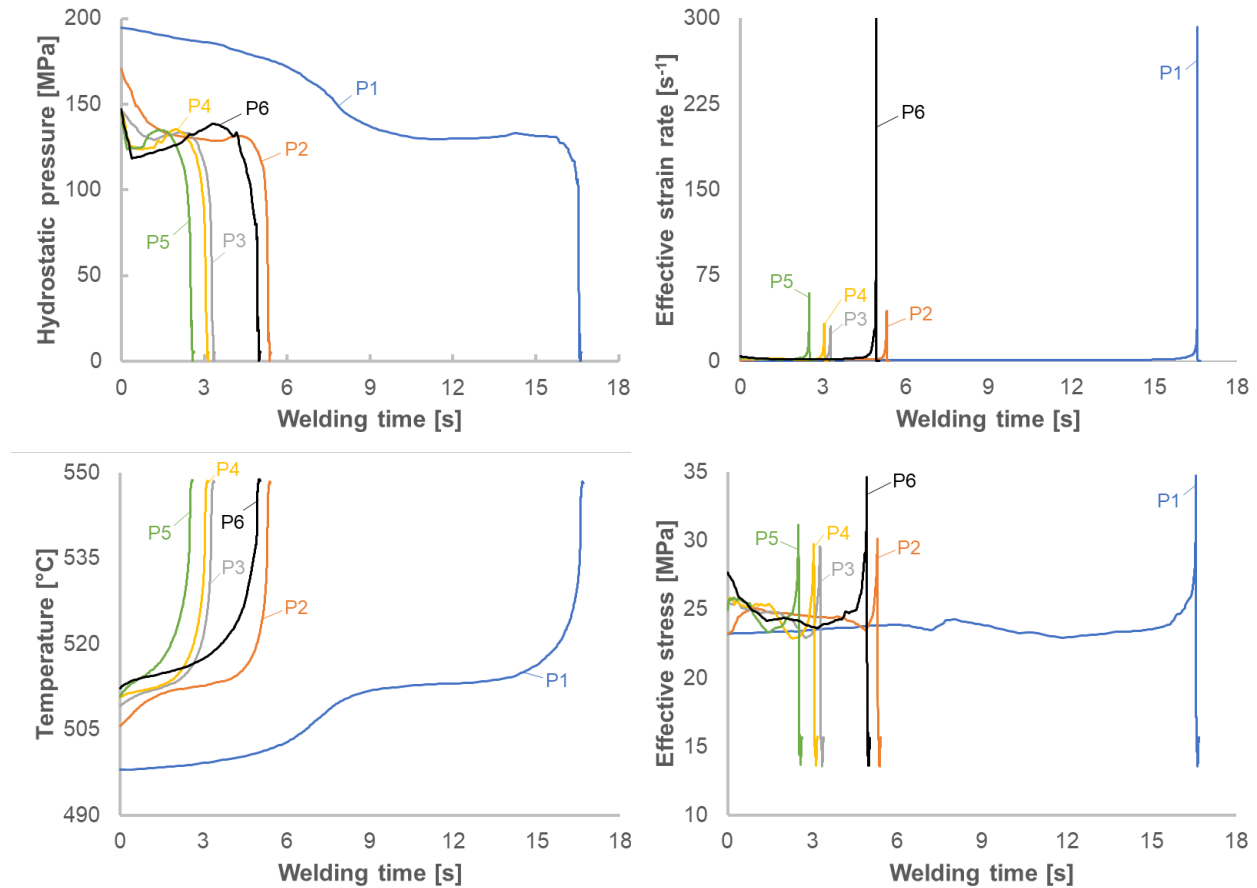 Hydrostatic pressure [MPa]
200
150
100
50
0
0 3 6 9 12 15 18
Welding time [s]
P1
P4
P6
P2
P3
P5
Effective strain rate [s-1]
300
225
150
75
0
0 3 6 9 12 15 18
Welding time [s]
P1
P6
P5
P4
P3
P2
Temperature [°C]
550
535
520
505
490
0 3 6 9 12 15 18
Welding time [s]
P4
P5
P6
P3
P2
P1
Effective stress [MPa]
35
30
25
20
15
10
0 3 6 9 12 15 18
Welding time [s]
P6
P1
P5
P4
P3
P2